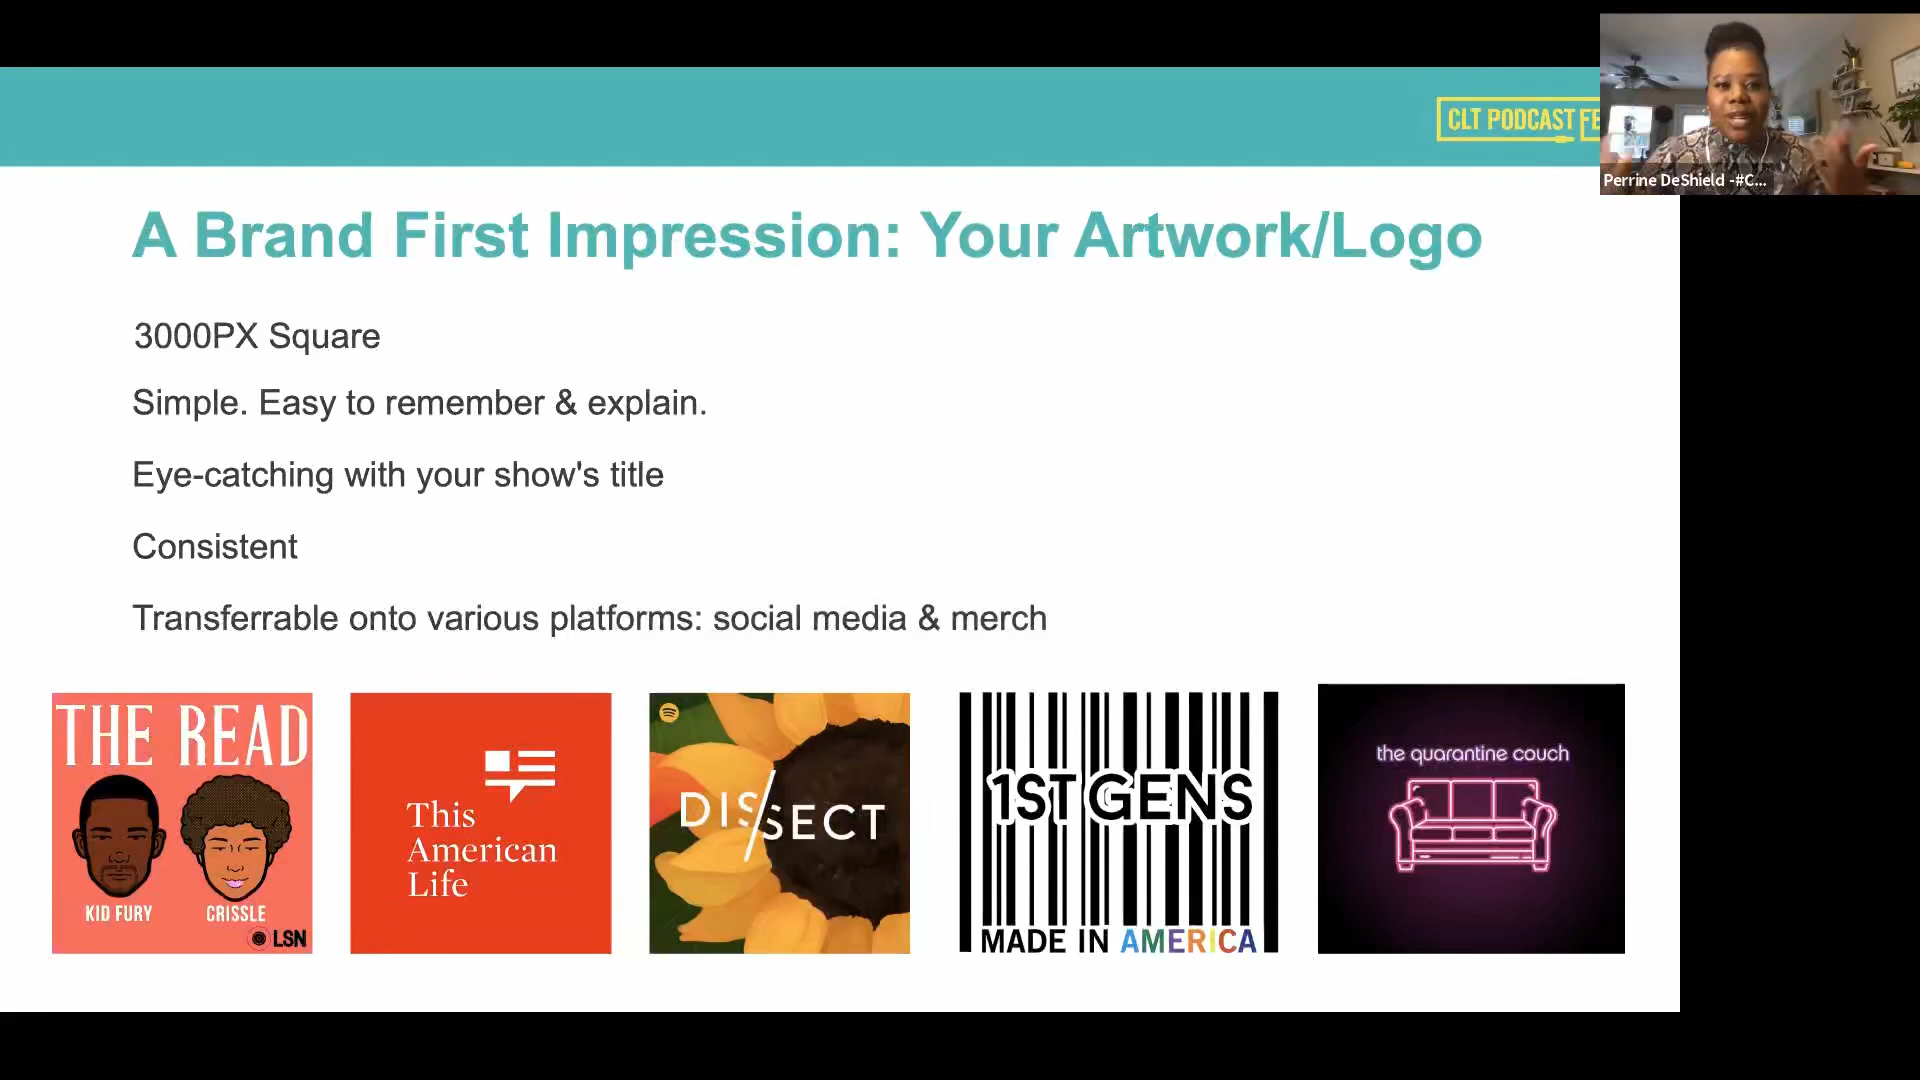 CLT PODCAST FE
Perrine DeShield -#C...
A Brand First Impression: Your Artwork/Logo
3000PX Square
Simple. Easy to remember & explain.
Eye-catching with your show's title
Consistent
Transferrable onto various platforms: social media & merch
THE READ
KID FURY CRISSLE
LSN
This
American
Life
DISSECT
1ST GENS
MADE IN AMERICA
the quarantine couch